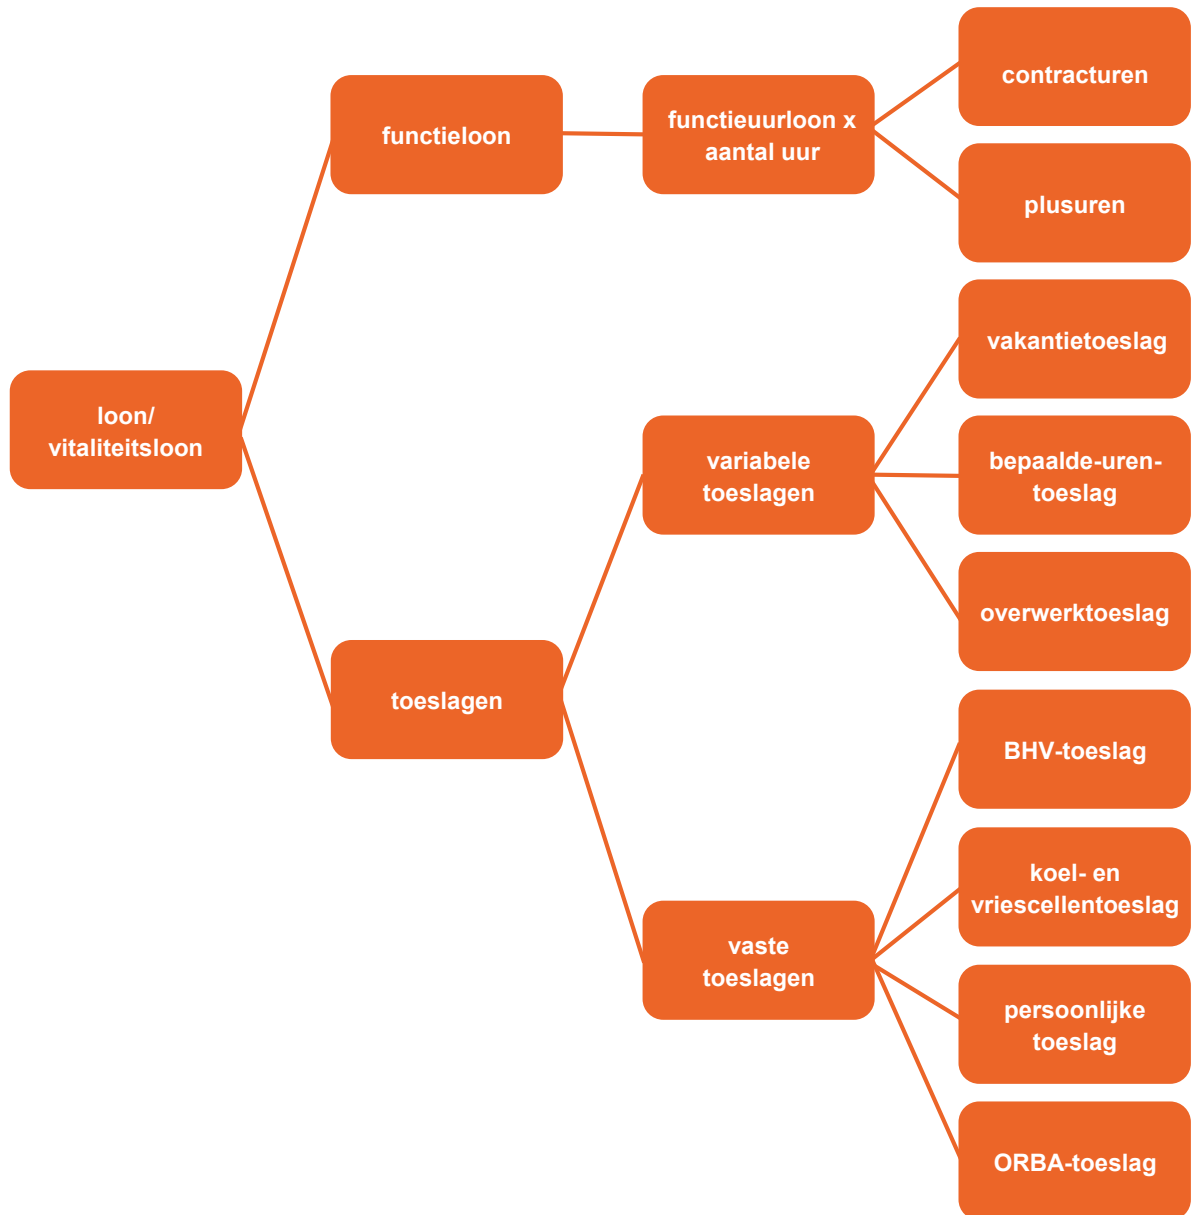 contracturen
functieloon
functieuurloon x
aantal uur
plusuren
vakantietoeslag
loon/
vitaliteitsloon
variabele
toeslagen
bepaalde-uren-
toeslag
overwerktoeslag
toeslagen
BHV-toeslag
koel- en
vriescellentoeslag
vaste
toeslagen
persoonlijke
toeslag
ORBA-toeslag